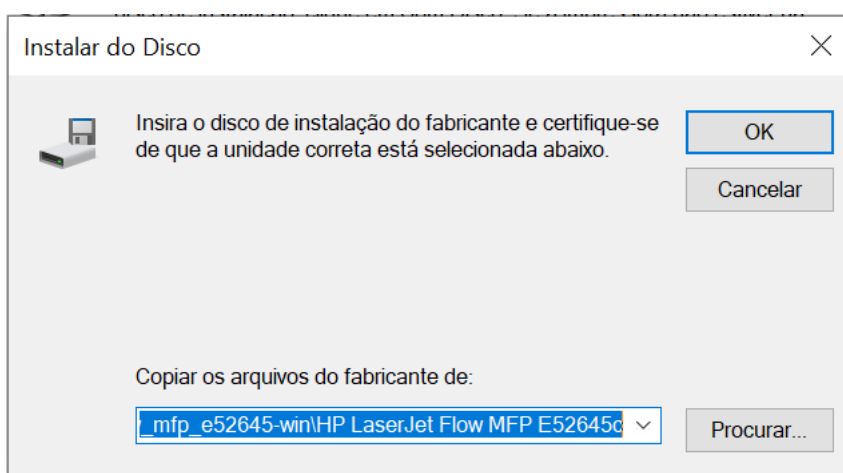 Instalar do Disco
Insira o disco de instalação do fabricante e certifique-se
de que a unidade correta está selecionada abaixo.
OK
Cancelar
Copiar os arquivos do fabricante de:
_mfp_e52645-win\HP LaserJet Flow MFP E52645c
Procurar...